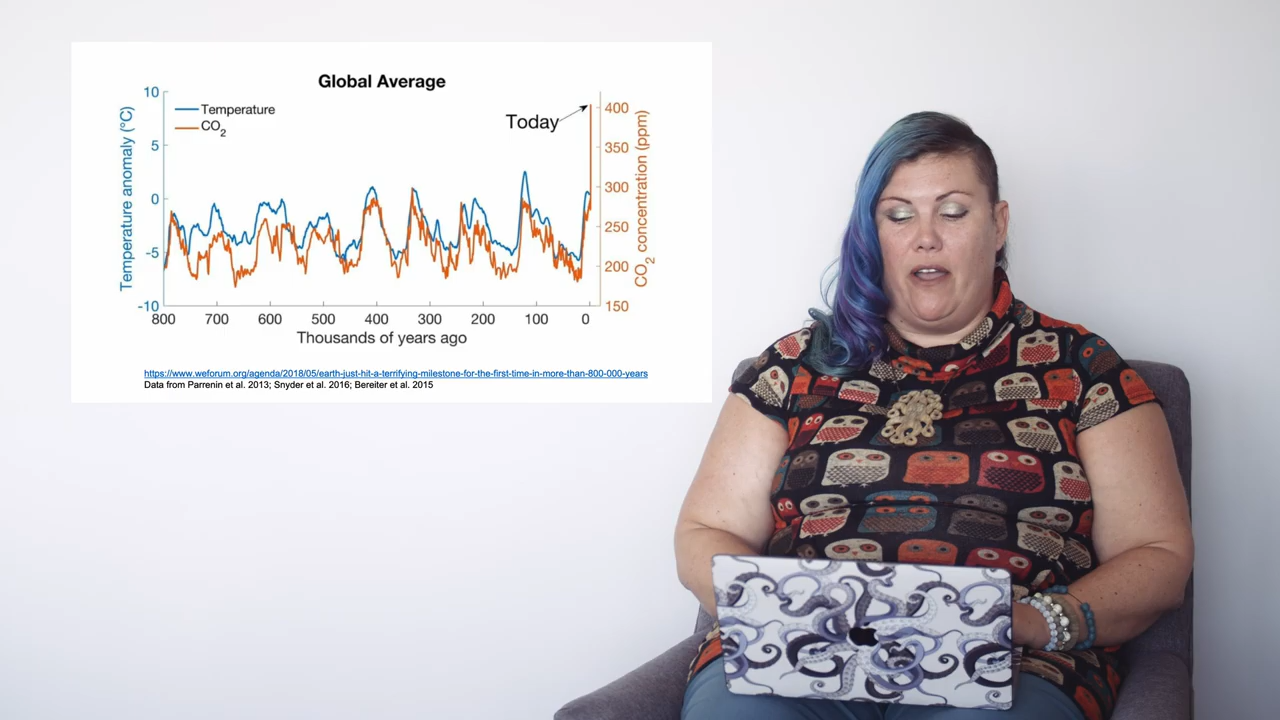 Global Average
10
5
0
-5
-10
Temperature anomaly (°C)
Temperature
CO2
Today
400
350
300
250
200
150
CO2 concentration (ppm)
800 700 600 500 400 300 200 100 0
Thousands of years ago
https://www.weforum.org/agenda/2018/05/earth-just-hit-a-terrifying-milestone-for-the-first-time-in-more-than-800-000-years
Data from Parrenin et al. 2013; Snyder et al. 2016; Bereiter et al. 2015